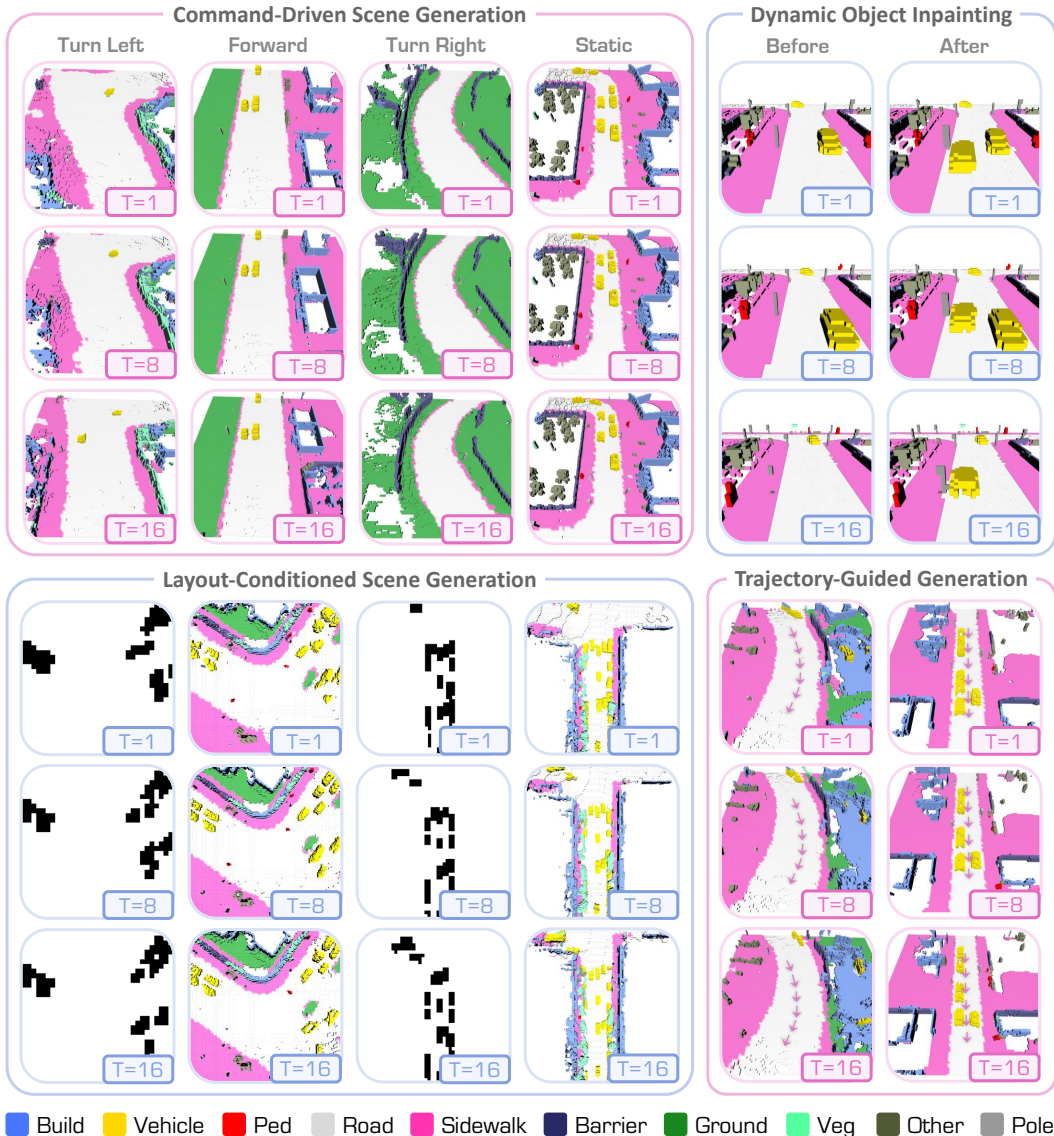 Command-Driven Scene Generation
Turn Left Forward Turn Right Static
T=1 T=1 T=1 T=1
T=8 T=8 T=8 T=8
T=16 T=16 T=16 T=16
Dynamic Object Inpainting
Before After
T=1 T=1
T=8 T=8
T=16 T=16
Layout-Conditioned Scene Generation
T=1 T=1 T=1 T=1
T=8 T=8 T=8 T=8
T=16 T=16 T=16 T=16
Trajectory-Guided Generation
T=1 T=1
T=8 T=8
T=16 T=16
Build Vehicle Ped Road Sidewalk Barrier Ground Veg Other Pole